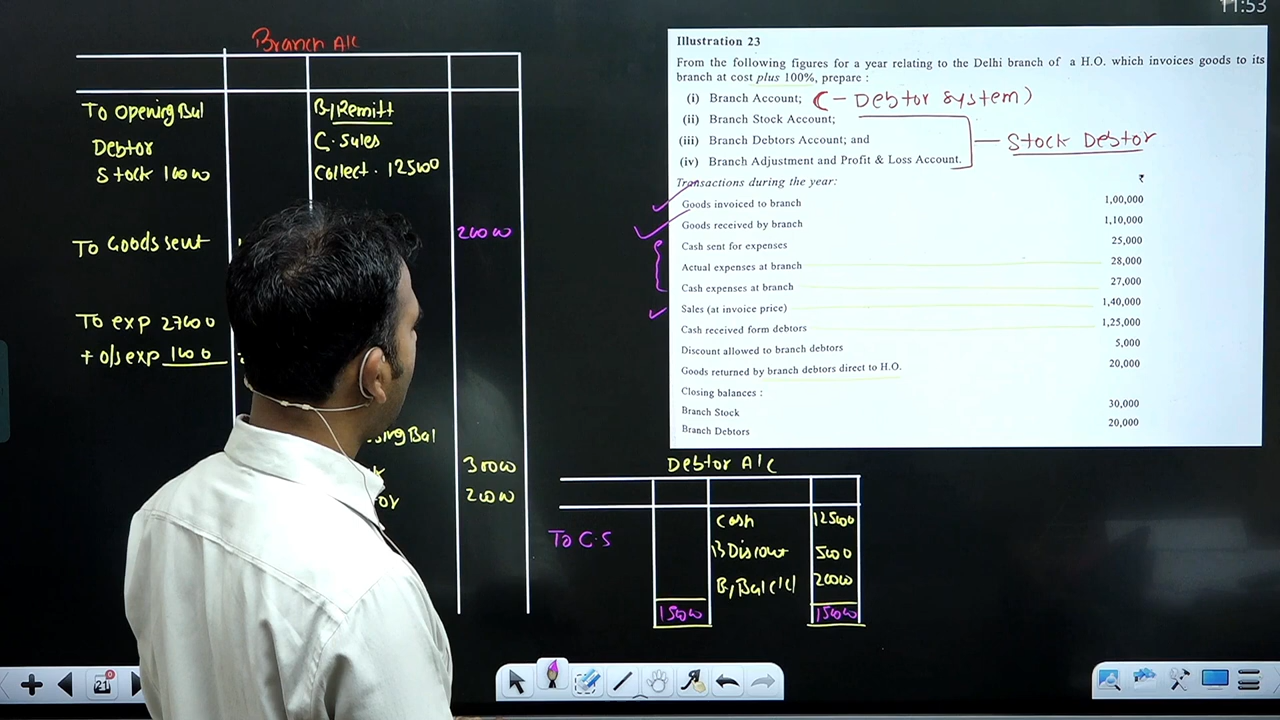 11:53
Branch A/c
To Opening Bal
Debtor
Stock
To Goods sent
To exp 27000
+ o/s exp 1000
By Remitt
C. Sales
Collect. 125000
20000
Bal
30000
20000
Illustration 23
From the following figures for a year relating to the Delhi branch of a H.O. which invoices goods to its
branch at cost plus 100%, prepare :
(i) Branch Account; (- Debtor System)
(ii) Branch Stock Account;
(iii) Branch Debtors Account; and
(iv) Branch Adjustment and Profit & Loss Account.
Stock Debtor
Transactions during the year: ₹
Goods invoiced to branch 1,00,000
Goods received by branch 1,10,000
Cash sent for expenses 25,000
Actual expenses at branch 28,000
Cash expenses at branch 27,000
Sales (at invoice price) 1,40,000
Cash received form debtors 1,25,000
Discount allowed to branch debtors 5,000
Goods returned by branch debtors direct to H.O. 20,000
Closing balances :
Branch Stock 30,000
Branch Debtors 20,000
Debtor A/c
Cash 125000
To C.S B Discount 5000
By Bal c/d 20000
21